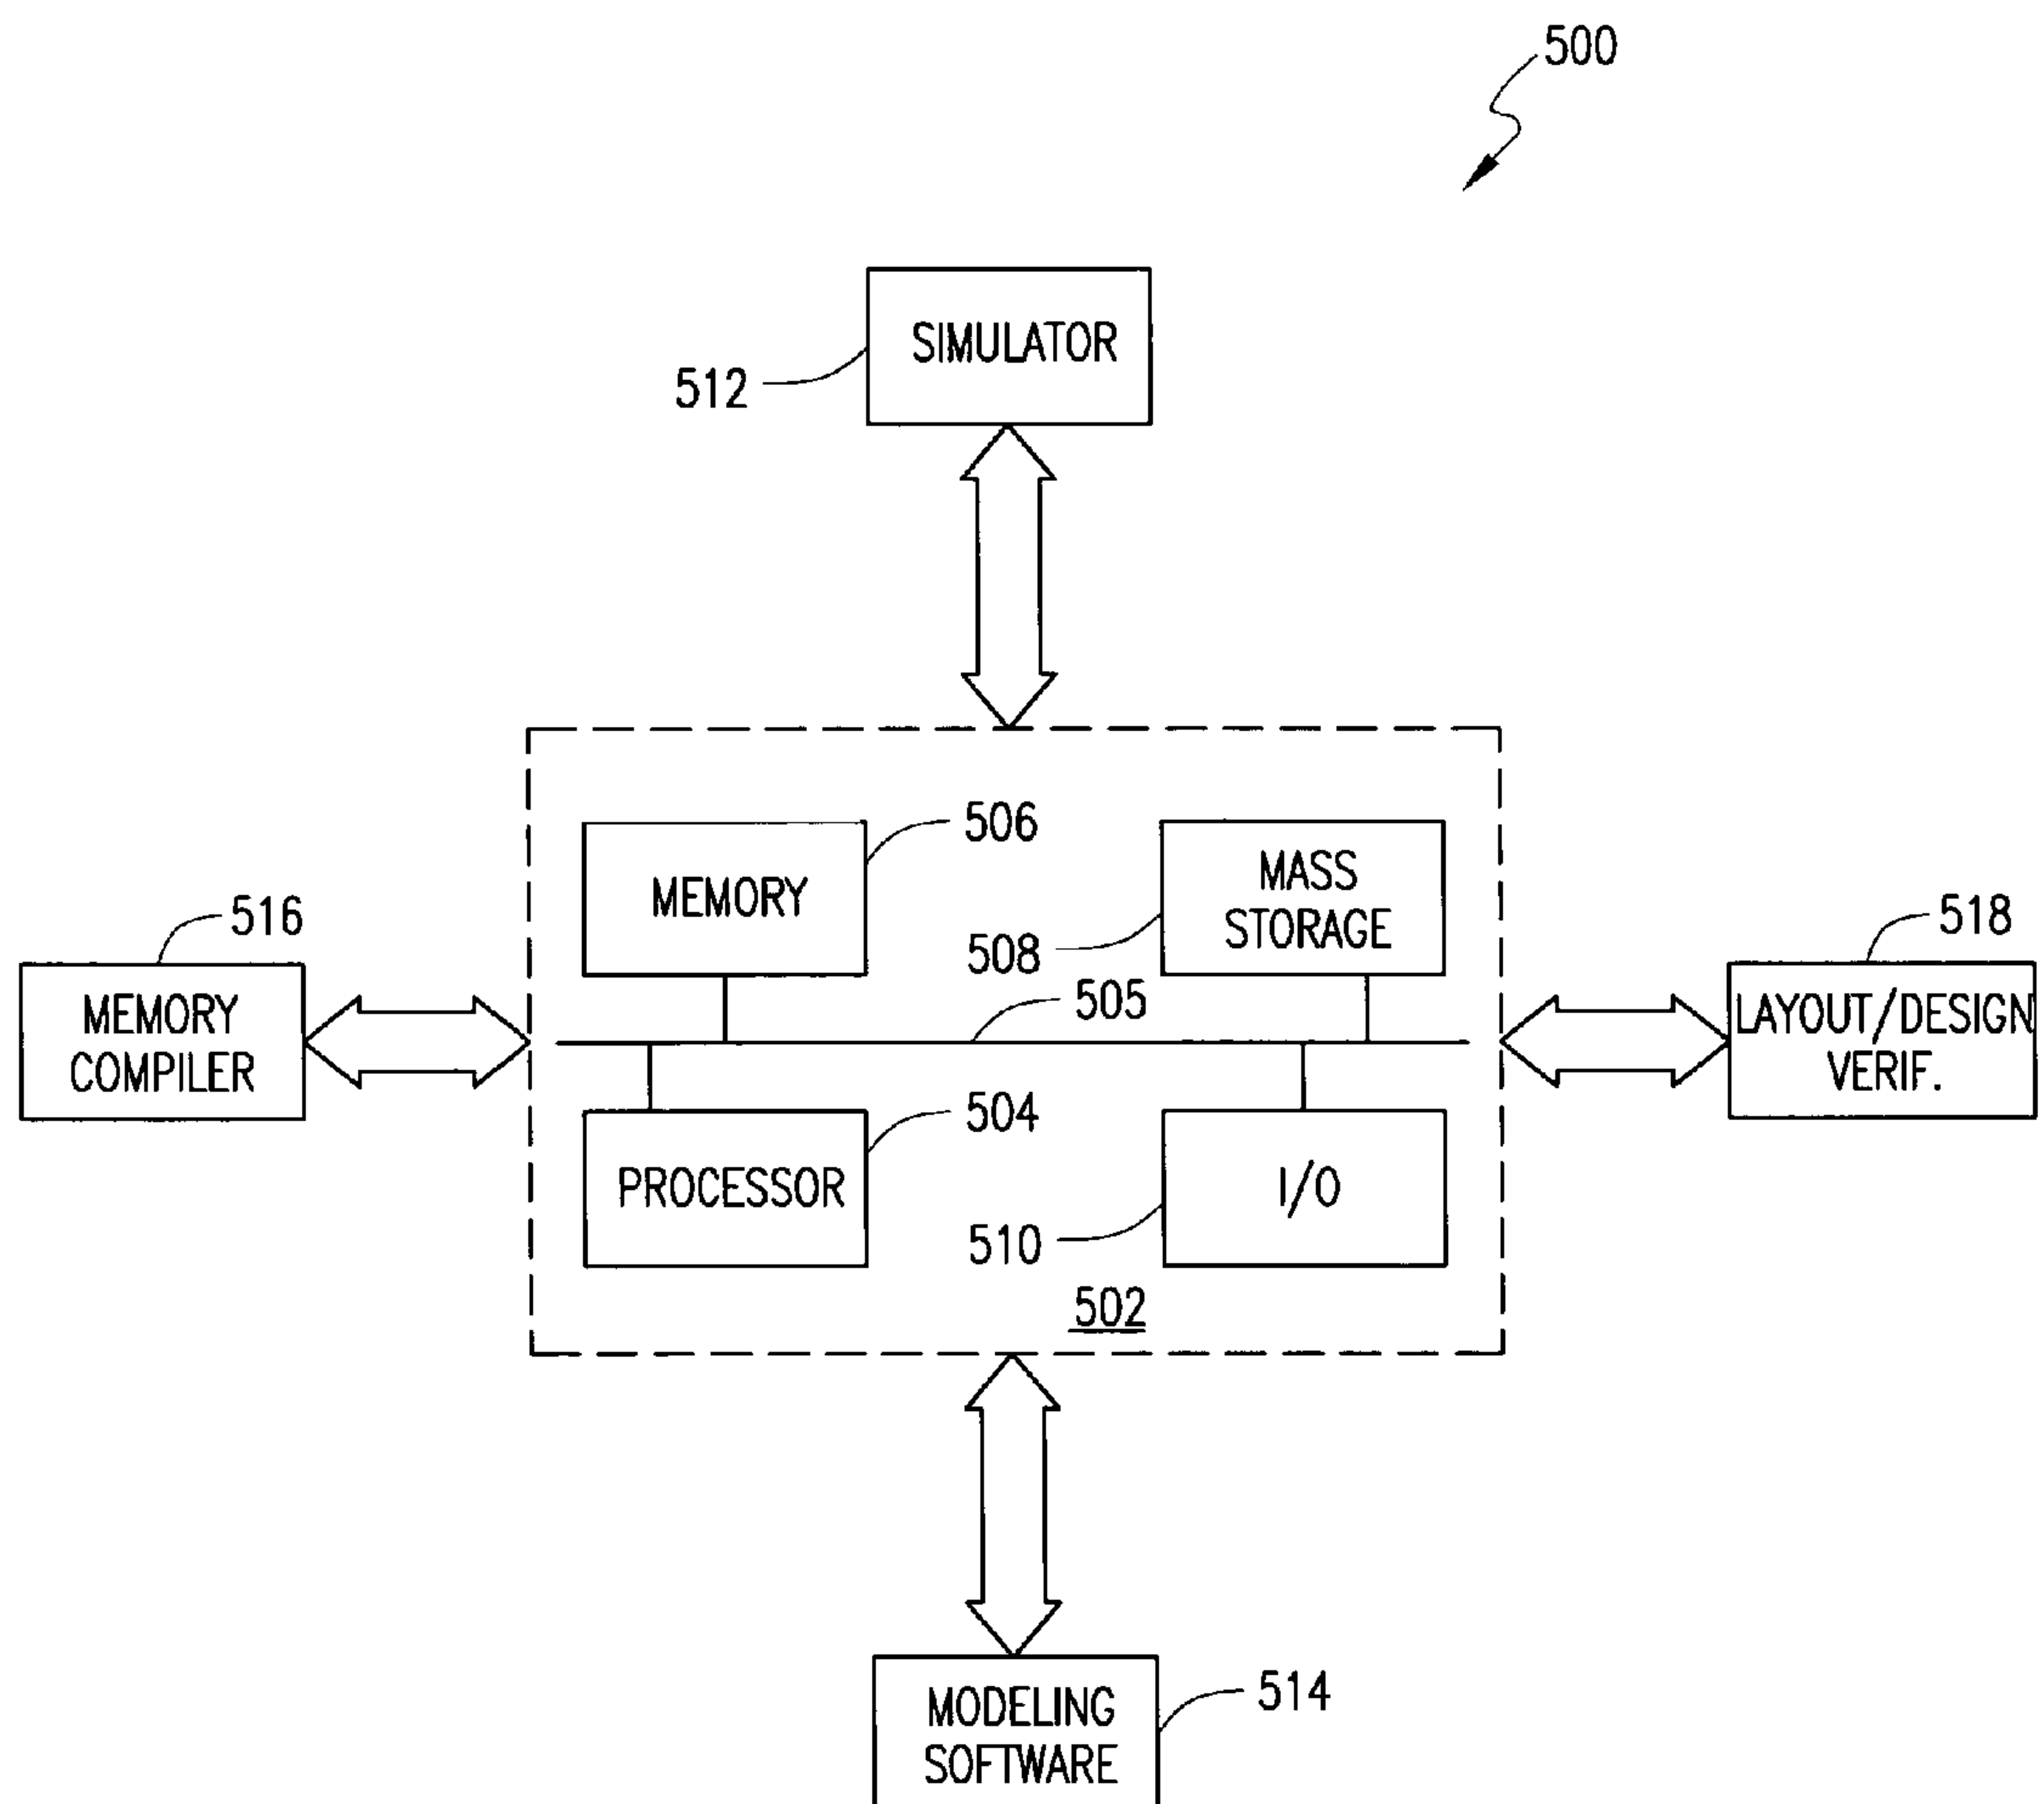 500
SIMULATOR
512
506
MEMORY
MASS
STORAGE
508
516
MEMORY
COMPILER
505
518
LAYOUT/DESIGN
VERIF.
504
PROCESSOR
I/O
510
502
514
MODELING
SOFTWARE